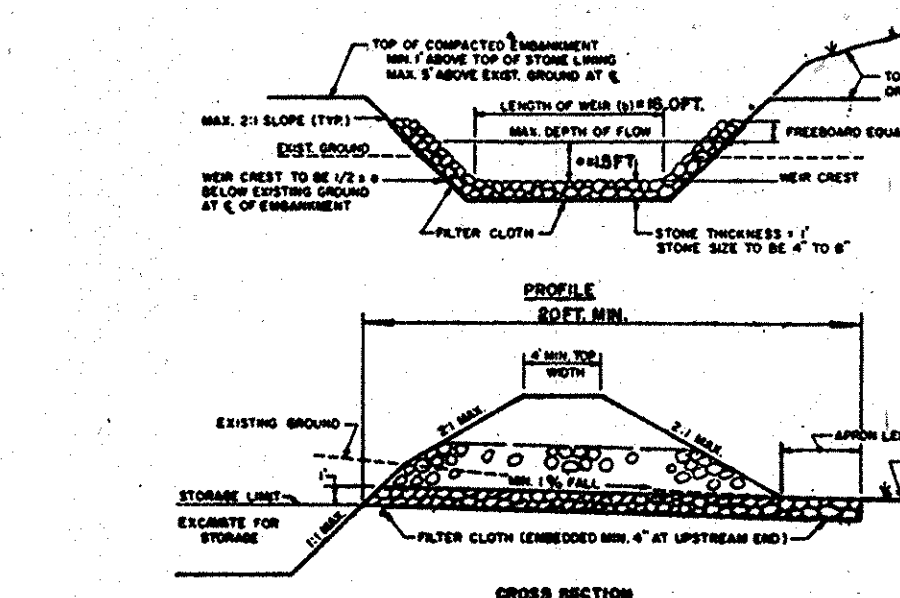 TOP OF COMPACTED EMBANKMENT
MIN. 1' ABOVE TOP OF STONE LINING
MAX. 5' ABOVE EXIST. GROUND AT ℄
TO
LENGTH OF WEIR (b) = 16.0FT.
MAX. 2:1 SLOPE (TYP.)
MAX. DEPTH OF FLOW
FREEBOARD EQUA
EXIST. GROUND
= 1.5FT
WEIR CREST TO BE 1/2 x
BELOW EXISTING GROUND
AT ℄ OF EMBANKMENT
WEIR CREST
FILTER CLOTH
STONE THICKNESS = 1'
STONE SIZE TO BE 4" TO 8"
PROFILE
20FT. MIN.
4' MIN. TOP
WIDTH
EXISTING GROUND
2:1 MAX.
2:1 MAX.
APRON LE
1'
MIN. 1% FALL
STORAGE LIMIT
EXCAVATE FOR
STORAGE
1:1 MAX.
FILTER CLOTH (EMBEDDED MIN. 4" AT UPSTREAM END)
CROSS SECTION